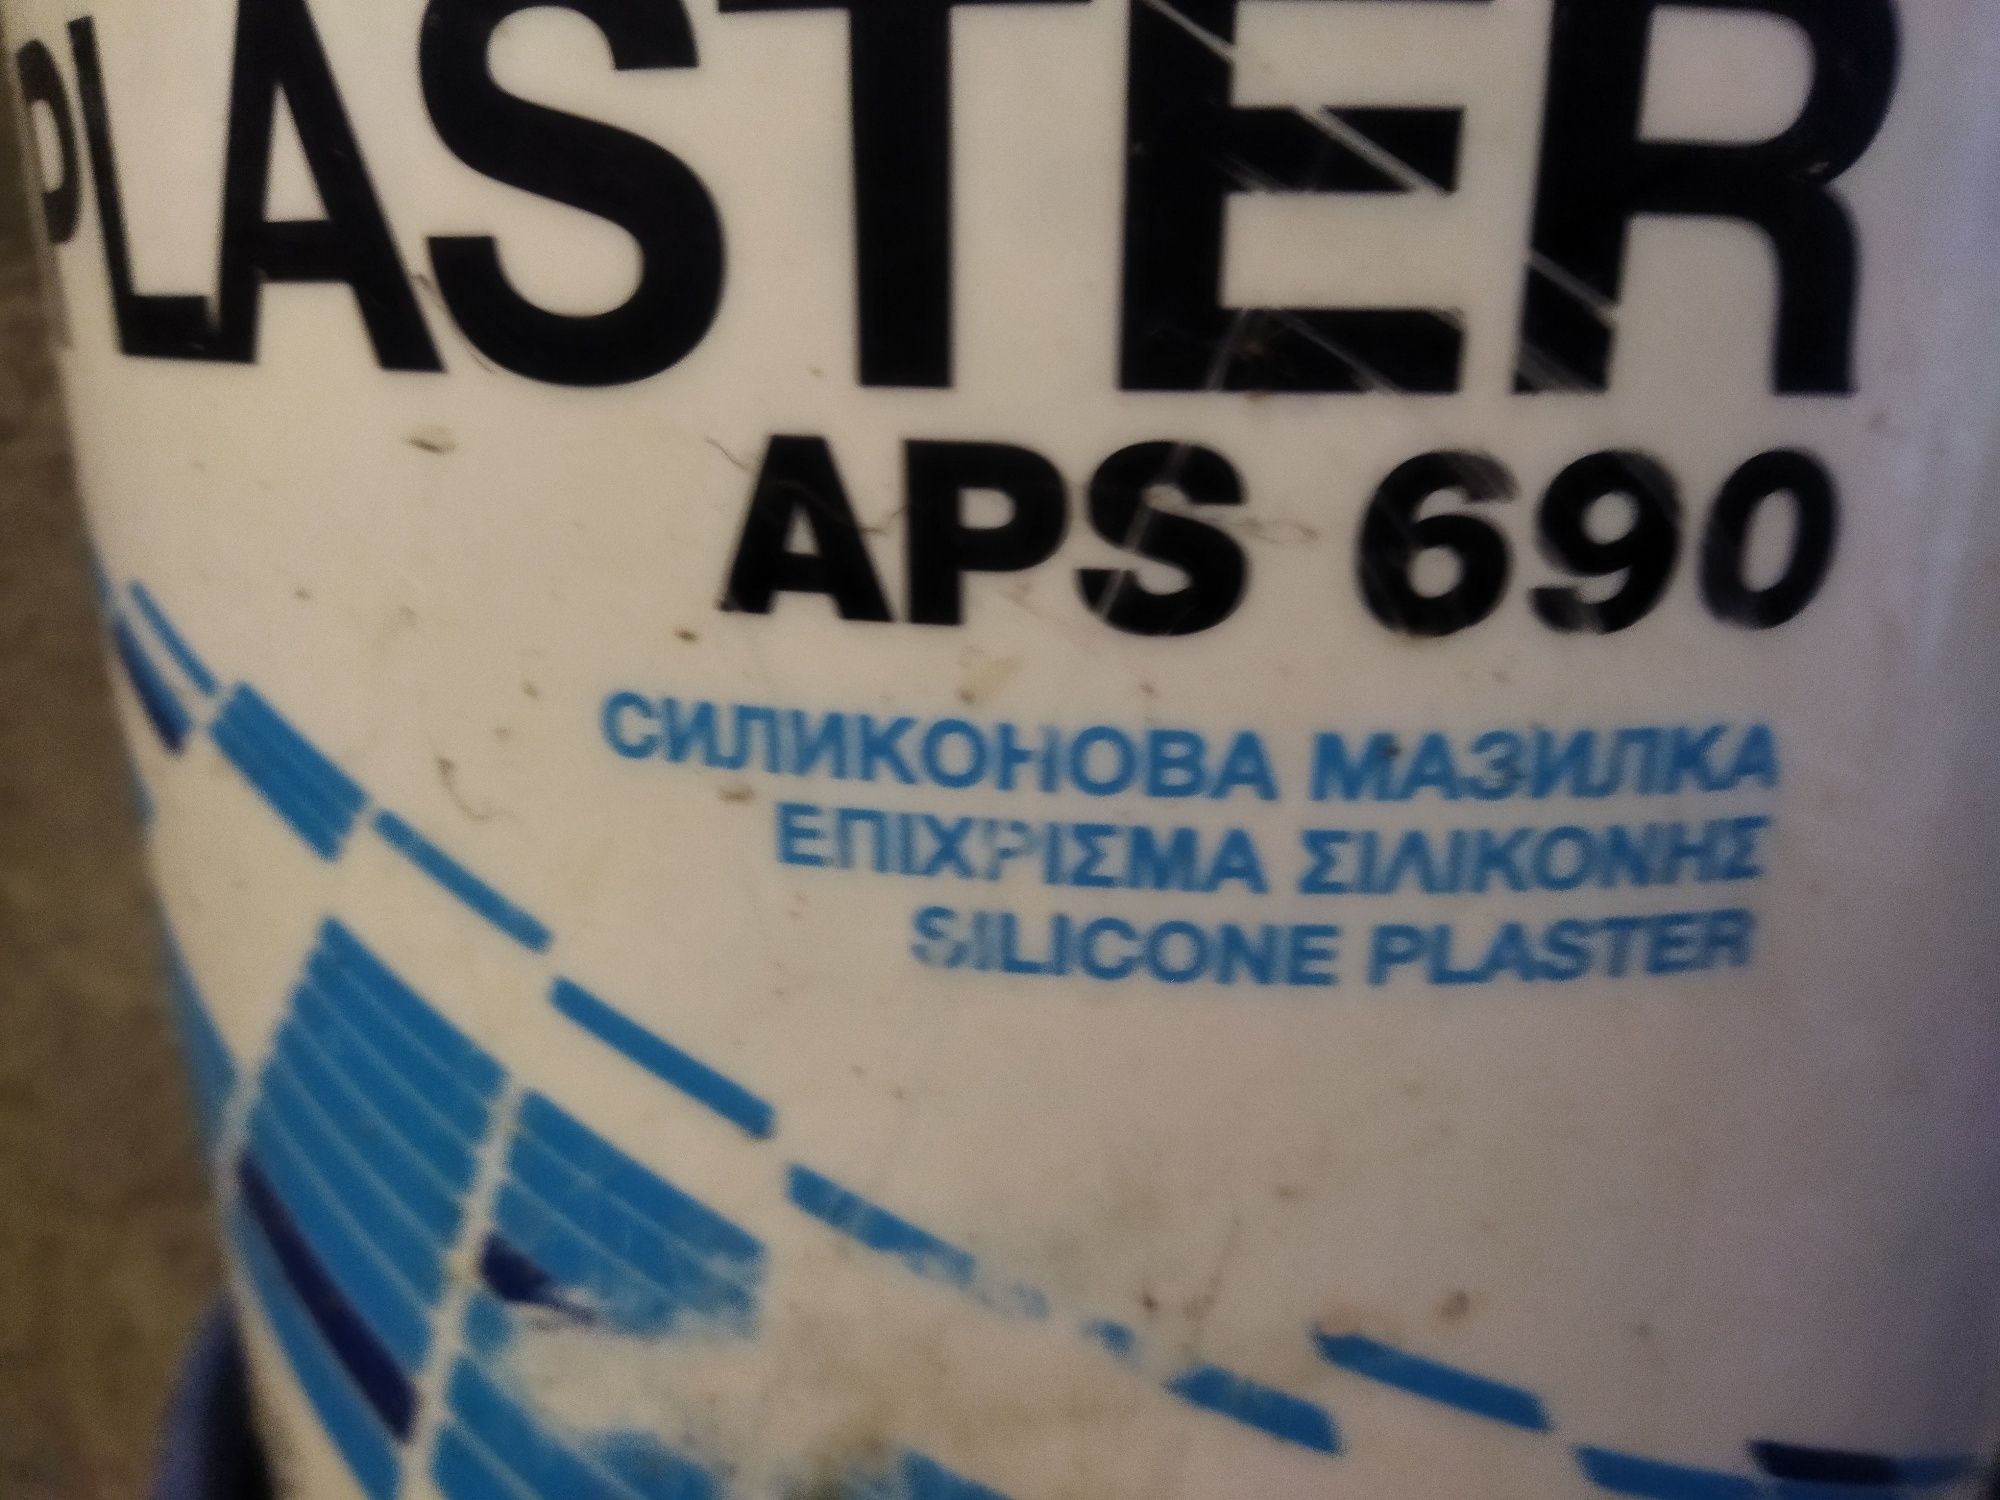 PLASTER
APS 690
СИЛИКОНОВА МАЗИЛКА
ΕΠΙΧΡΙΣΜΑ ΣΙΛΙΚΟΝΗΣ
SILICONE PLASTER